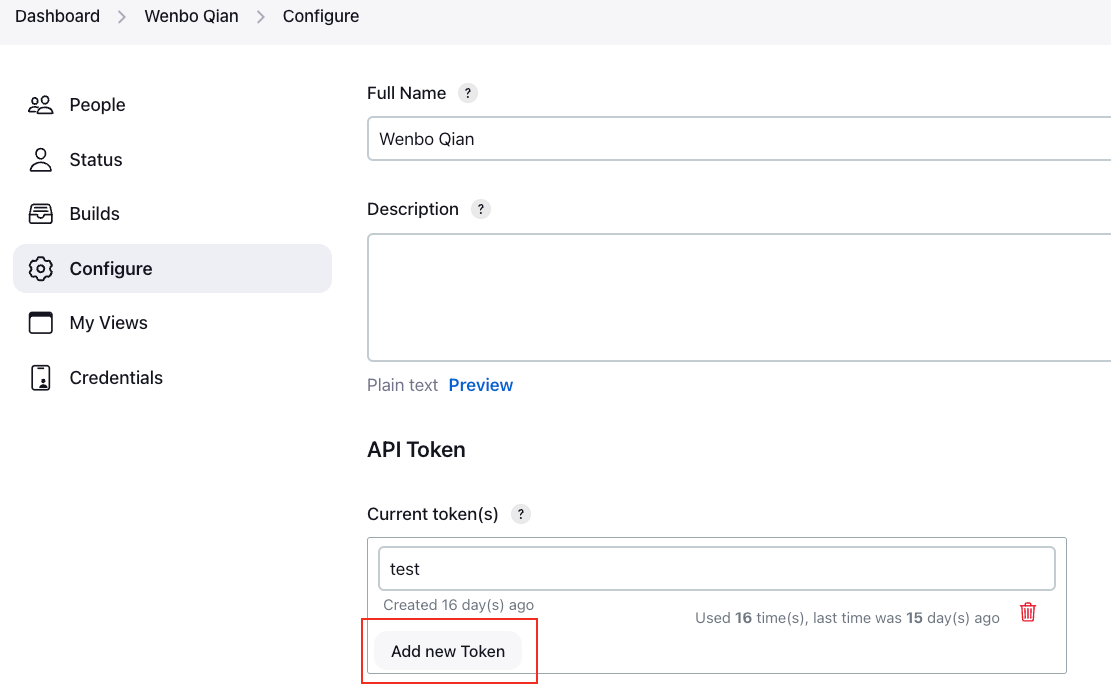 Dashboard > Wenbo Qian > Configure
People
Status
Builds
Configure
My Views
Credentials
Full Name ?
Wenbo Qian
Description ?
Plain text Preview
API Token
Current token(s) ?
test
Created 16 day(s) ago
Used 16 time(s), last time was 15 day(s) ago
Add new Token